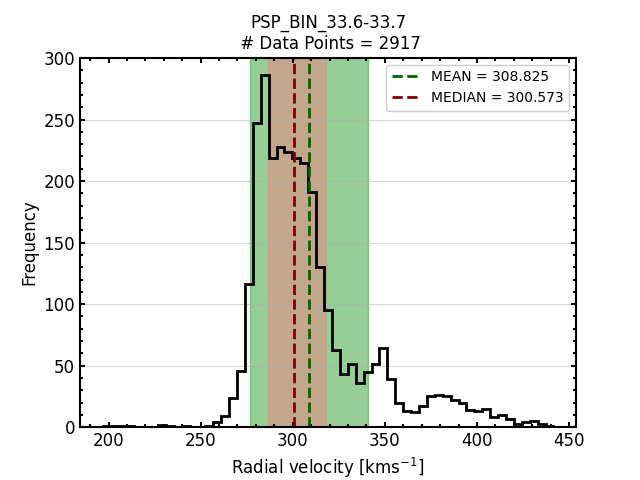 PSP_BIN_33.6-33.7
# Data Points = 2917
MEAN = 308.825
MEDIAN = 300.573
300
250
200
150
100
50
0
Frequency
200 250 300 350 400 450
Radial velocity [kms⁻¹]